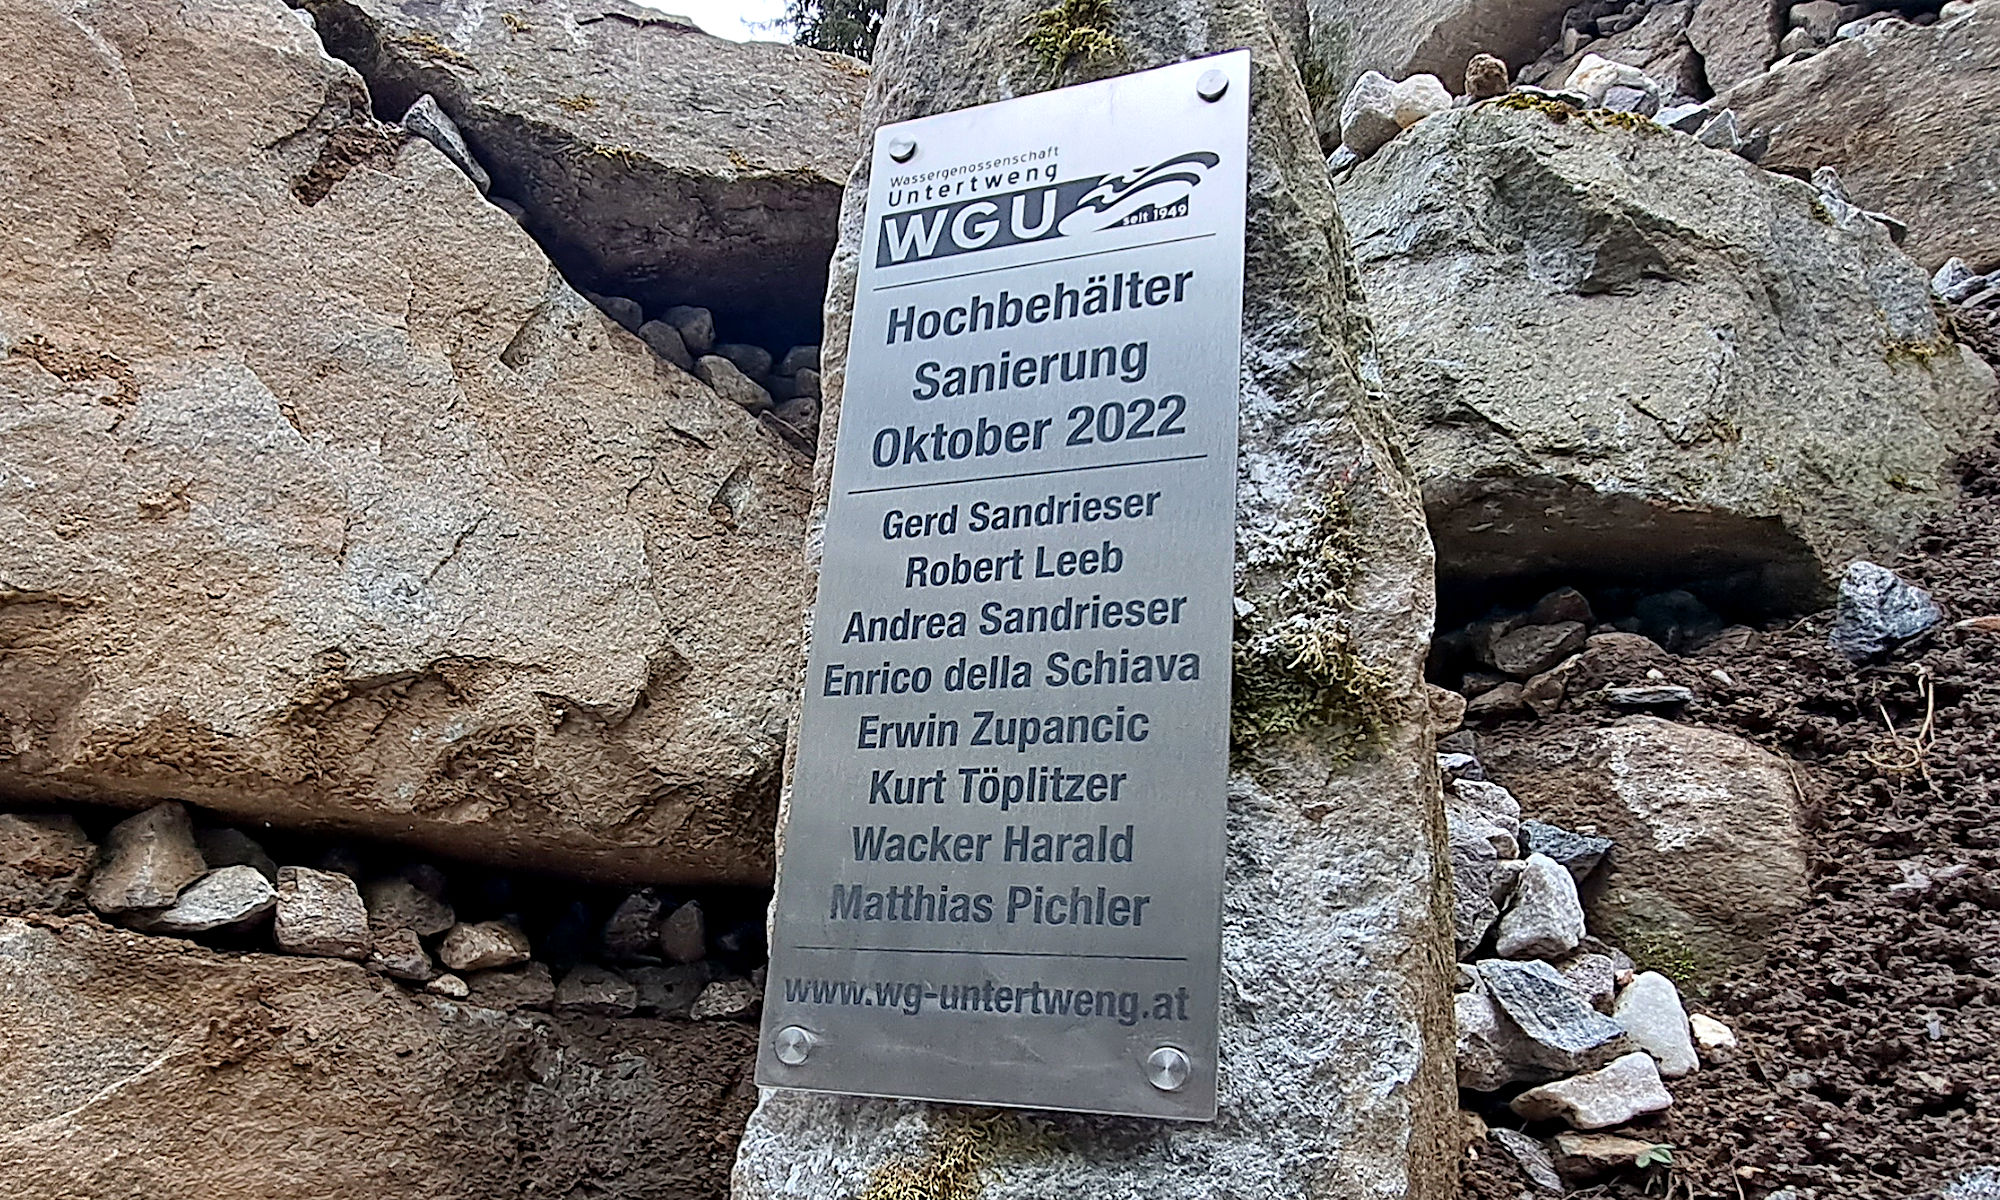 Wassergenossenschaft
Untertweng
WGU
seit 1949
Hochbehälter
Sanierung
Oktober 2022
Gerd Sandrieser
Robert Leeb
Andrea Sandrieser
Enrico della Schiava
Erwin Zupancic
Kurt Töplitzer
Wacker Harald
Matthias Pichler
www.wg-untertweng.at